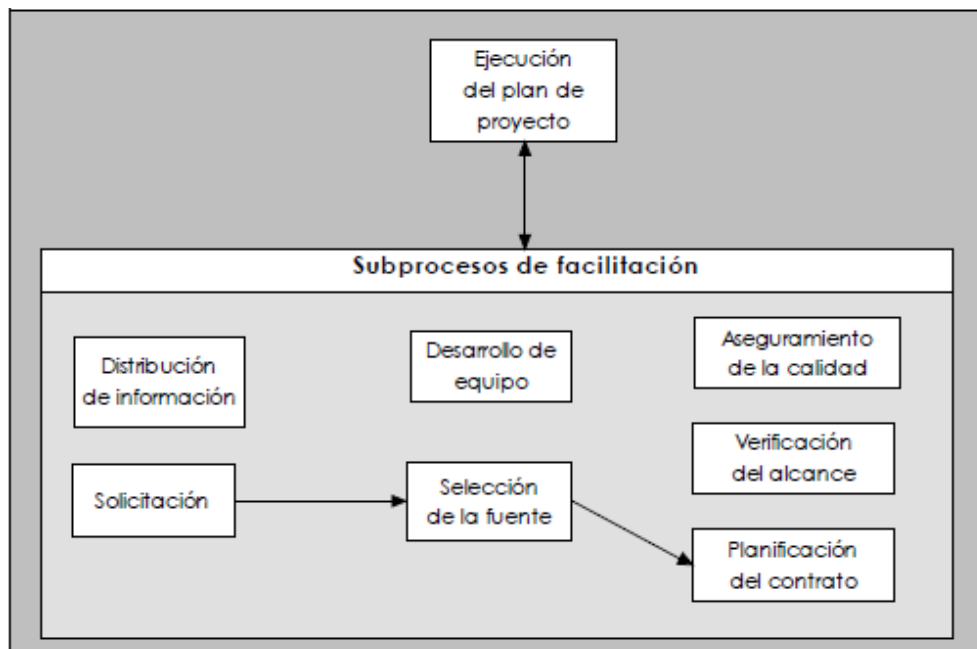 Ejecución
del plan de
proyecto
Subprocesos de facilitación
Distribución
de información
Desarrollo de
equipo
Aseguramiento
de la calidad
Solicitación
Selección
de la fuente
Verificación
del alcance
Planificación
del contrato